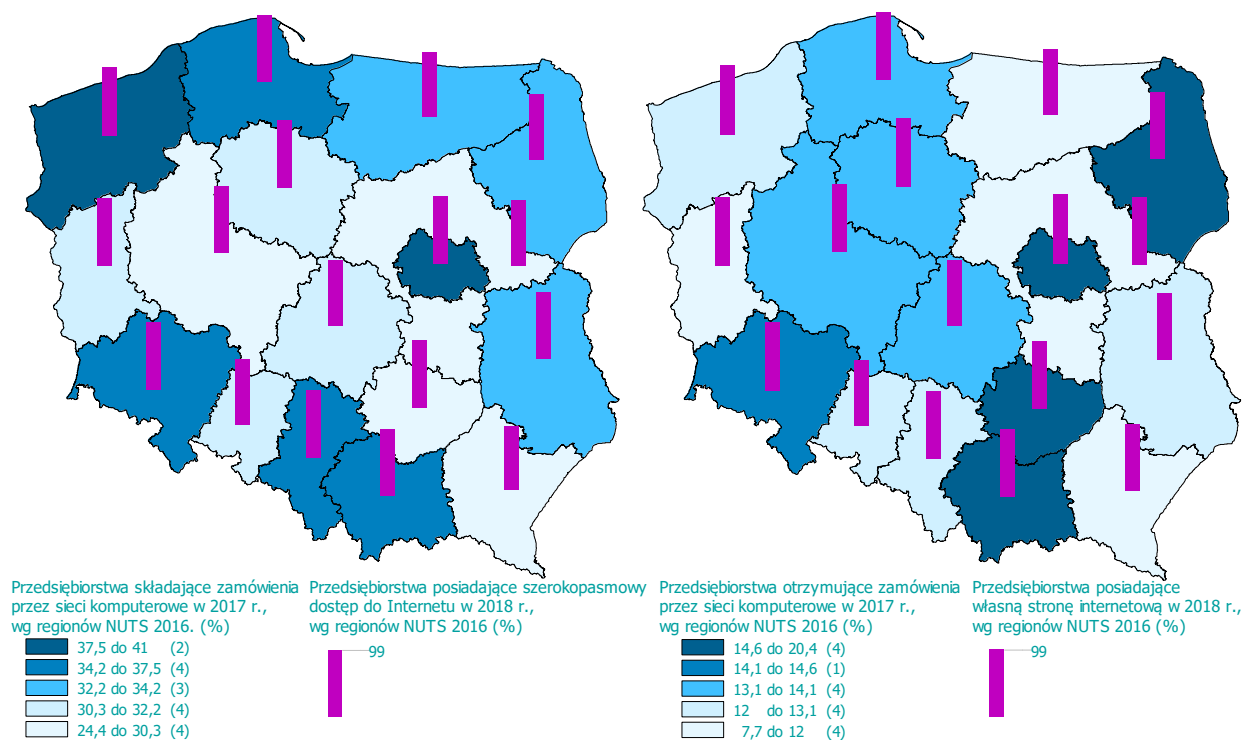 Przedsiębiorstwa składające zamówienia
przez sieci komputerowe w 2017 r.,
wg regionów NUTS 2016. (%)
37,5 do 41 (2)
34,2 do 37,5 (4)
32,2 do 34,2 (3)
30,3 do 32,2 (4)
24,4 do 30,3 (4)
Przedsiębiorstwa posiadające szerokopasmowy
dostęp do Internetu w 2018 r.,
wg regionów NUTS 2016 (%)
99
Przedsiębiorstwa otrzymujące zamówienia
przez sieci komputerowe w 2017 r.,
wg regionów NUTS 2016 (%)
14,6 do 20,4 (4)
14,1 do 14,6 (1)
13,1 do 14,1 (4)
12 do 13,1 (4)
7,7 do 12 (4)
Przedsiębiorstwa posiadające
własną stronę internetową w 2018 r.,
wg regionów NUTS 2016 (%)
99